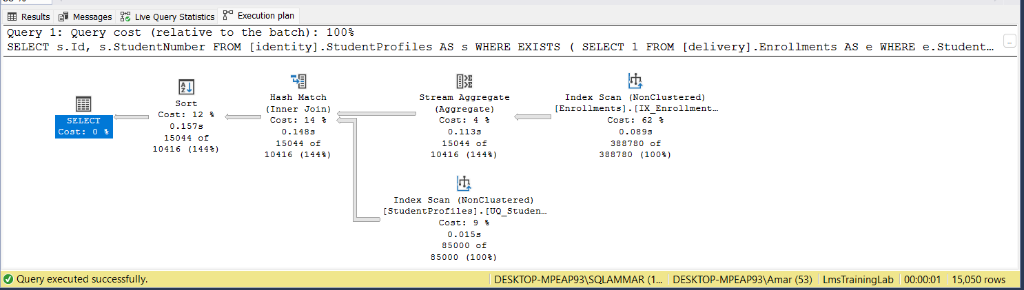 Results Messages Live Query Statistics Execution plan
Query 1: Query cost (relative to the batch): 100%
SELECT s.Id, s.StudentNumber FROM [identity].StudentProfiles AS s WHERE EXISTS ( SELECT 1 FROM [delivery].Enrollments AS e WHERE e.Student…
SELECT
Cost: 0 %
Sort
Cost: 12 %
0.157s
15044 of
10416 (144%)
Hash Match
(Inner Join)
Cost: 14 %
0.148s
15044 of
10416 (144%)
Stream Aggregate
(Aggregate)
Cost: 4 %
0.113s
15044 of
10416 (144%)
Index Scan (NonClustered)
[Enrollments].[IX_Enrollment…
Cost: 62 %
0.089s
388780 of
388780 (100%)
Index Scan (NonClustered)
[StudentProfiles].[UQ_Studen…
Cost: 9 %
0.015s
85000 of
85000 (100%)
Query executed successfully.
DESKTOP-MPEAP93\SQLAMMAR (1... DESKTOP-MPEAP93\Amar (53) LmsTrainingLab 00:00:01 15,050 rows